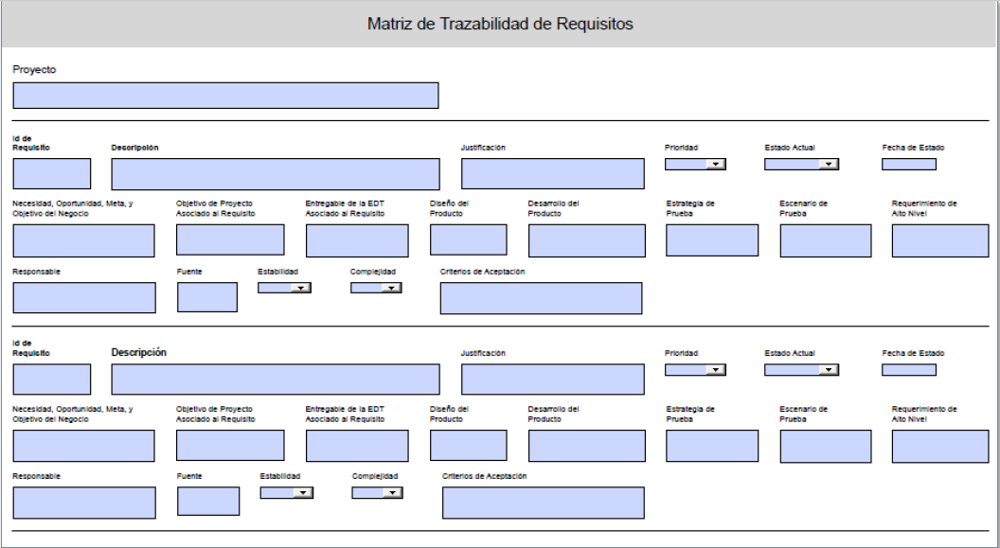 Matriz de Trazabilidad de Requisitos
Proyecto
Id de
Requisito
Descripción
Justificación
Prioridad
Estado Actual
Fecha de Estado
Necesidad, Oportunidad, Meta, y
Objetivo del Negocio
Objetivo de Proyecto
Asociado al Requisito
Entregable de la EDT
Asociado al Requisito
Diseño del
Producto
Desarrollo del
Producto
Estrategia de
Prueba
Escenario de
Prueba
Requerimiento de
Alto Nivel
Responsable
Fuente
Estabilidad
Complejidad
Criterios de Aceptación
Id de
Requisito
Descripción
Justificación
Prioridad
Estado Actual
Fecha de Estado
Necesidad, Oportunidad, Meta, y
Objetivo del Negocio
Objetivo de Proyecto
Asociado al Requisito
Entregable de la EDT
Asociado al Requisito
Diseño del
Producto
Desarrollo del
Producto
Estrategia de
Prueba
Escenario de
Prueba
Requerimiento de
Alto Nivel
Responsable
Fuente
Estabilidad
Complejidad
Criterios de Aceptación